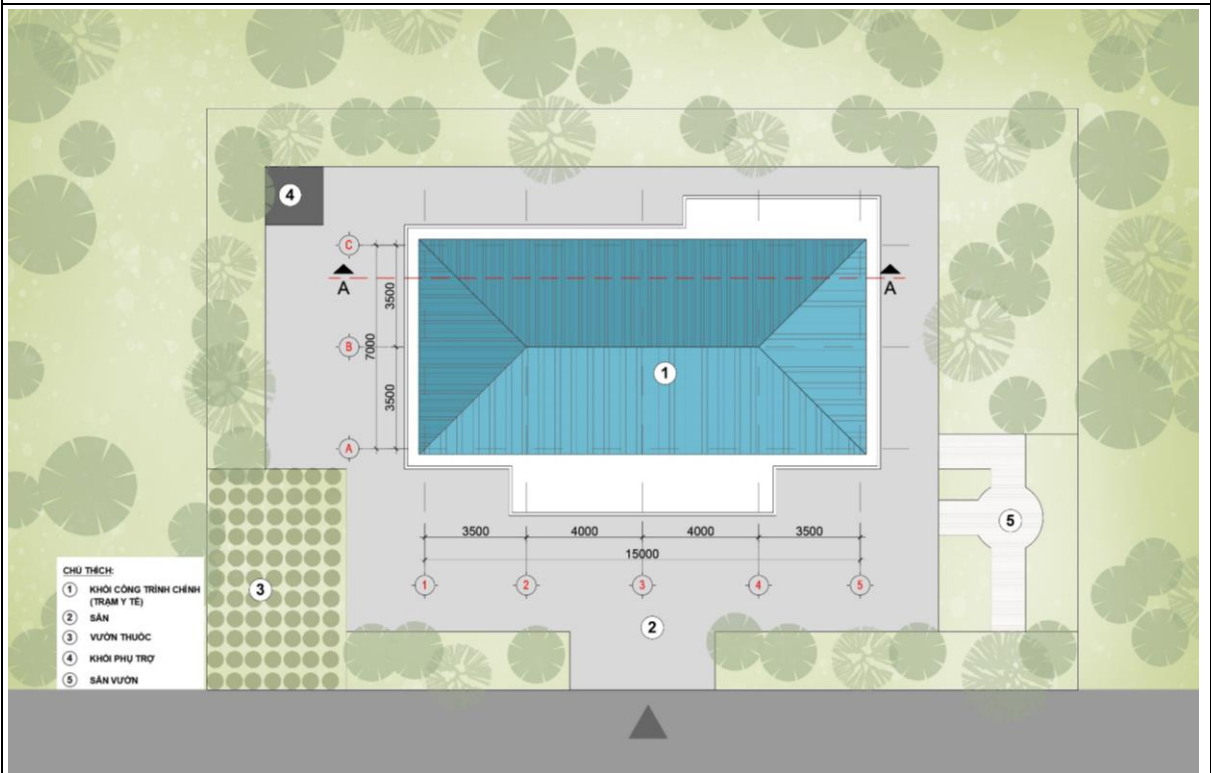 4
C
A
A
3500
B
7000
1
3500
A
5
3500 4000 4000 3500
15000
1 2 3 4 5
3
2
CHÚ THÍCH:
1 KHỐI CÔNG TRÌNH CHÍNH
(TRẠM Y TẾ)
2 SÂN
3 VƯỜN THUỐC
4 KHỐI PHỤ TRỢ
5 SÂN VƯỜN